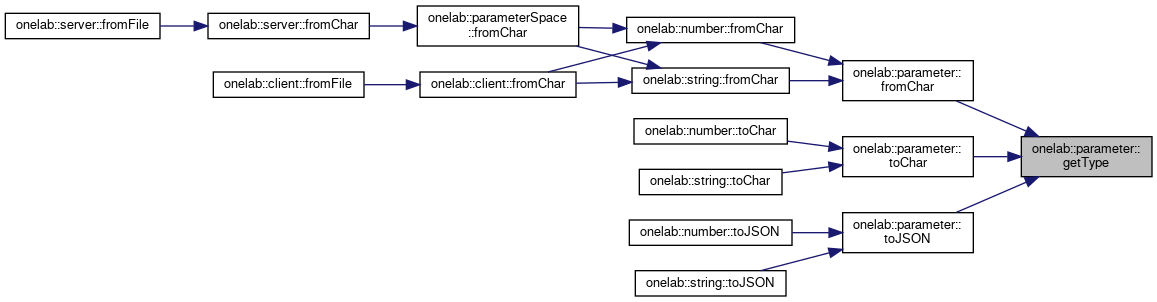 onelab::server::fromFile
onelab::server::fromChar
onelab::parameterSpace
::fromChar
onelab::number::fromChar
onelab::client::fromFile
onelab::client::fromChar
onelab::string::fromChar
onelab::parameter::
fromChar
onelab::number::toChar
onelab::string::toChar
onelab::parameter::
toChar
onelab::parameter::
getType
onelab::number::toJSON
onelab::string::toJSON
onelab::parameter::
toJSON